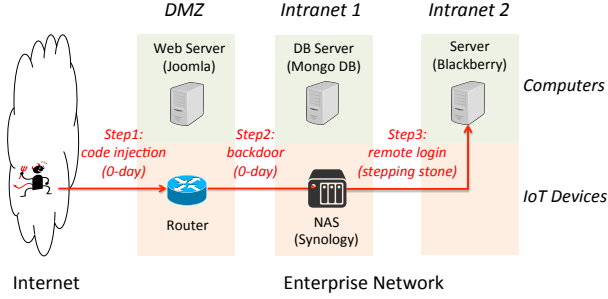 DMZ
Intranet 1
Intranet 2
Web Server
(Joomla)
DB Server
(Mongo DB)
Server
(Blackberry)
Computers
Step1:
code injection
(0-day)
Step2:
backdoor
(0-day)
Step3:
remote login
(stepping stone)
Router
NAS
(Synology)
IoT Devices
Internet
Enterprise Network